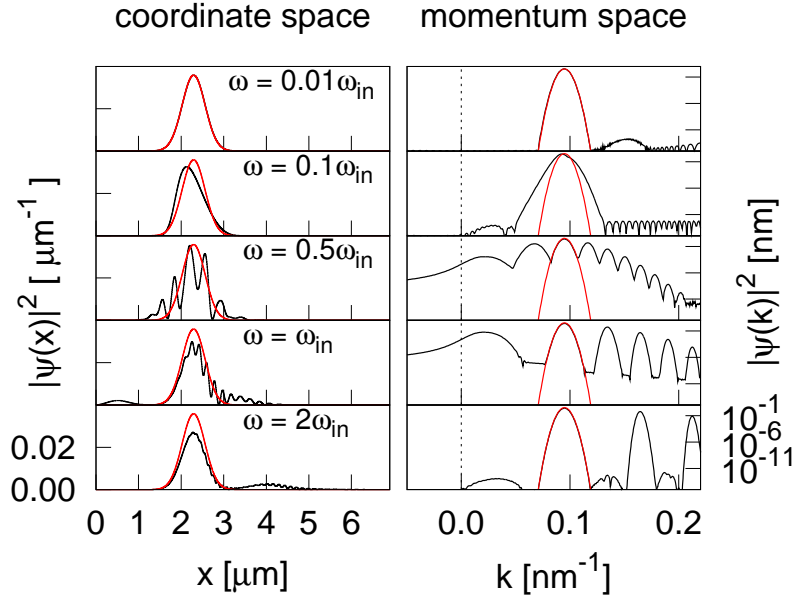 coordinate space
momentum space
ω = 0.01ω_in
ω = 0.1ω_in
ω = 0.5ω_in
ω = ω_in
ω = 2ω_in
|ψ(x)|² [ μm⁻¹]
0.02
0.00
0 1 2 3 4 5 6
x [μm]
|ψ(k)|² [nm]
10⁻¹
10⁻⁶
10⁻¹¹
0.0 0.1 0.2
k [nm⁻¹]